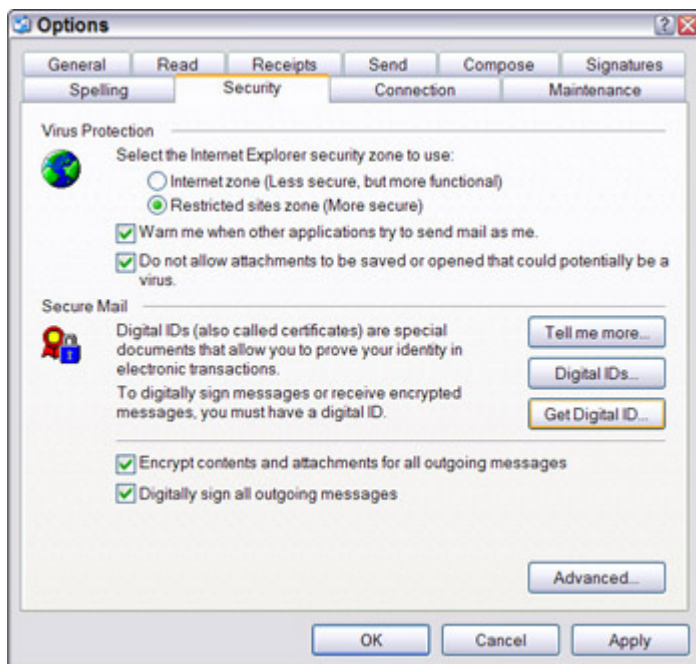 Options
General Read Receipts Send Compose Signatures
Spelling Security Connection Maintenance
Virus Protection
Select the Internet Explorer security zone to use:
Internet zone (Less secure, but more functional)
Restricted sites zone (More secure)
Warn me when other applications try to send mail as me.
Do not allow attachments to be saved or opened that could potentially be a
virus.
Secure Mail
Digital IDs (also called certificates) are special
documents that allow you to prove your identity in
electronic transactions.
Tell me more...
Digital IDs...
To digitally sign messages or receive encrypted
messages, you must have a digital ID.
Get Digital ID...
Encrypt contents and attachments for all outgoing messages
Digitally sign all outgoing messages
Advanced...
OK Cancel Apply